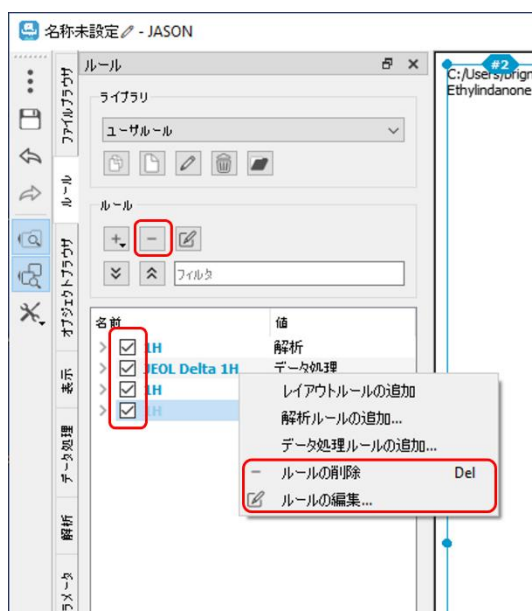 名称未設定 - JASON
ルール
ライブラリ
ユーザルール
ルール
フィルタ
名前 値
1H 解析
JEOL Delta 1H データ処理
1H
1H
レイアウトルールの追加
解析ルールの追加...
データ処理ルールの追加...
ルールの削除 Del
ルールの編集...
ファイルブラウザ
ルール
オブジェクトブラウザ
表示
データ処理
解析
#2
Ethylindanone